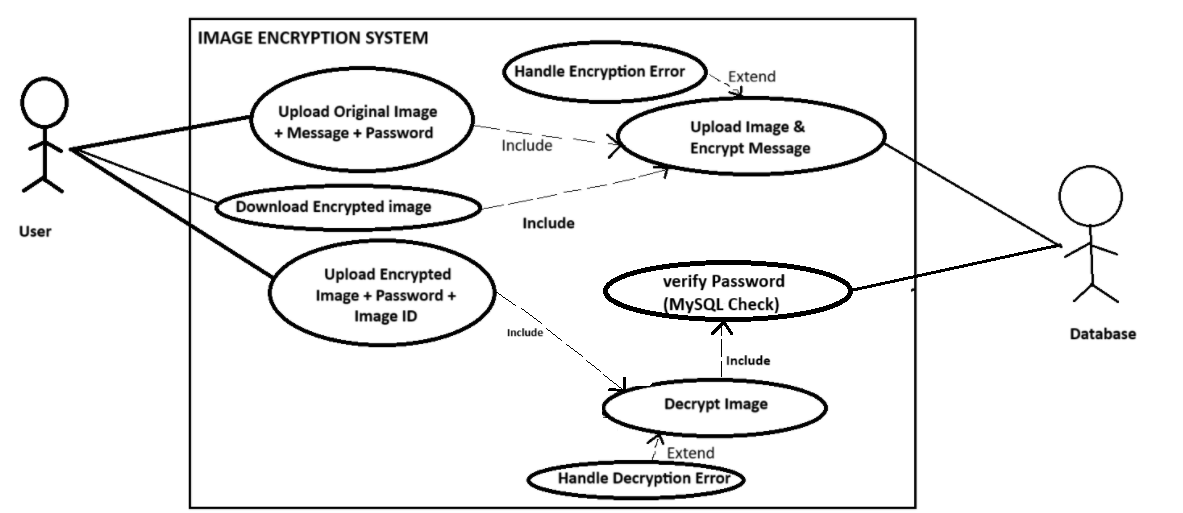 IMAGE ENCRYPTION SYSTEM
Handle Encryption Error
Extend
Upload Original Image
+ Message + Password
Include
Upload Image &
Encrypt Message
Download Encrypted image
Include
User
Upload Encrypted
Image + Password +
Image ID
Include
verify Password
(MySQL Check)
Database
Include
Decrypt Image
Extend
Handle Decryption Error